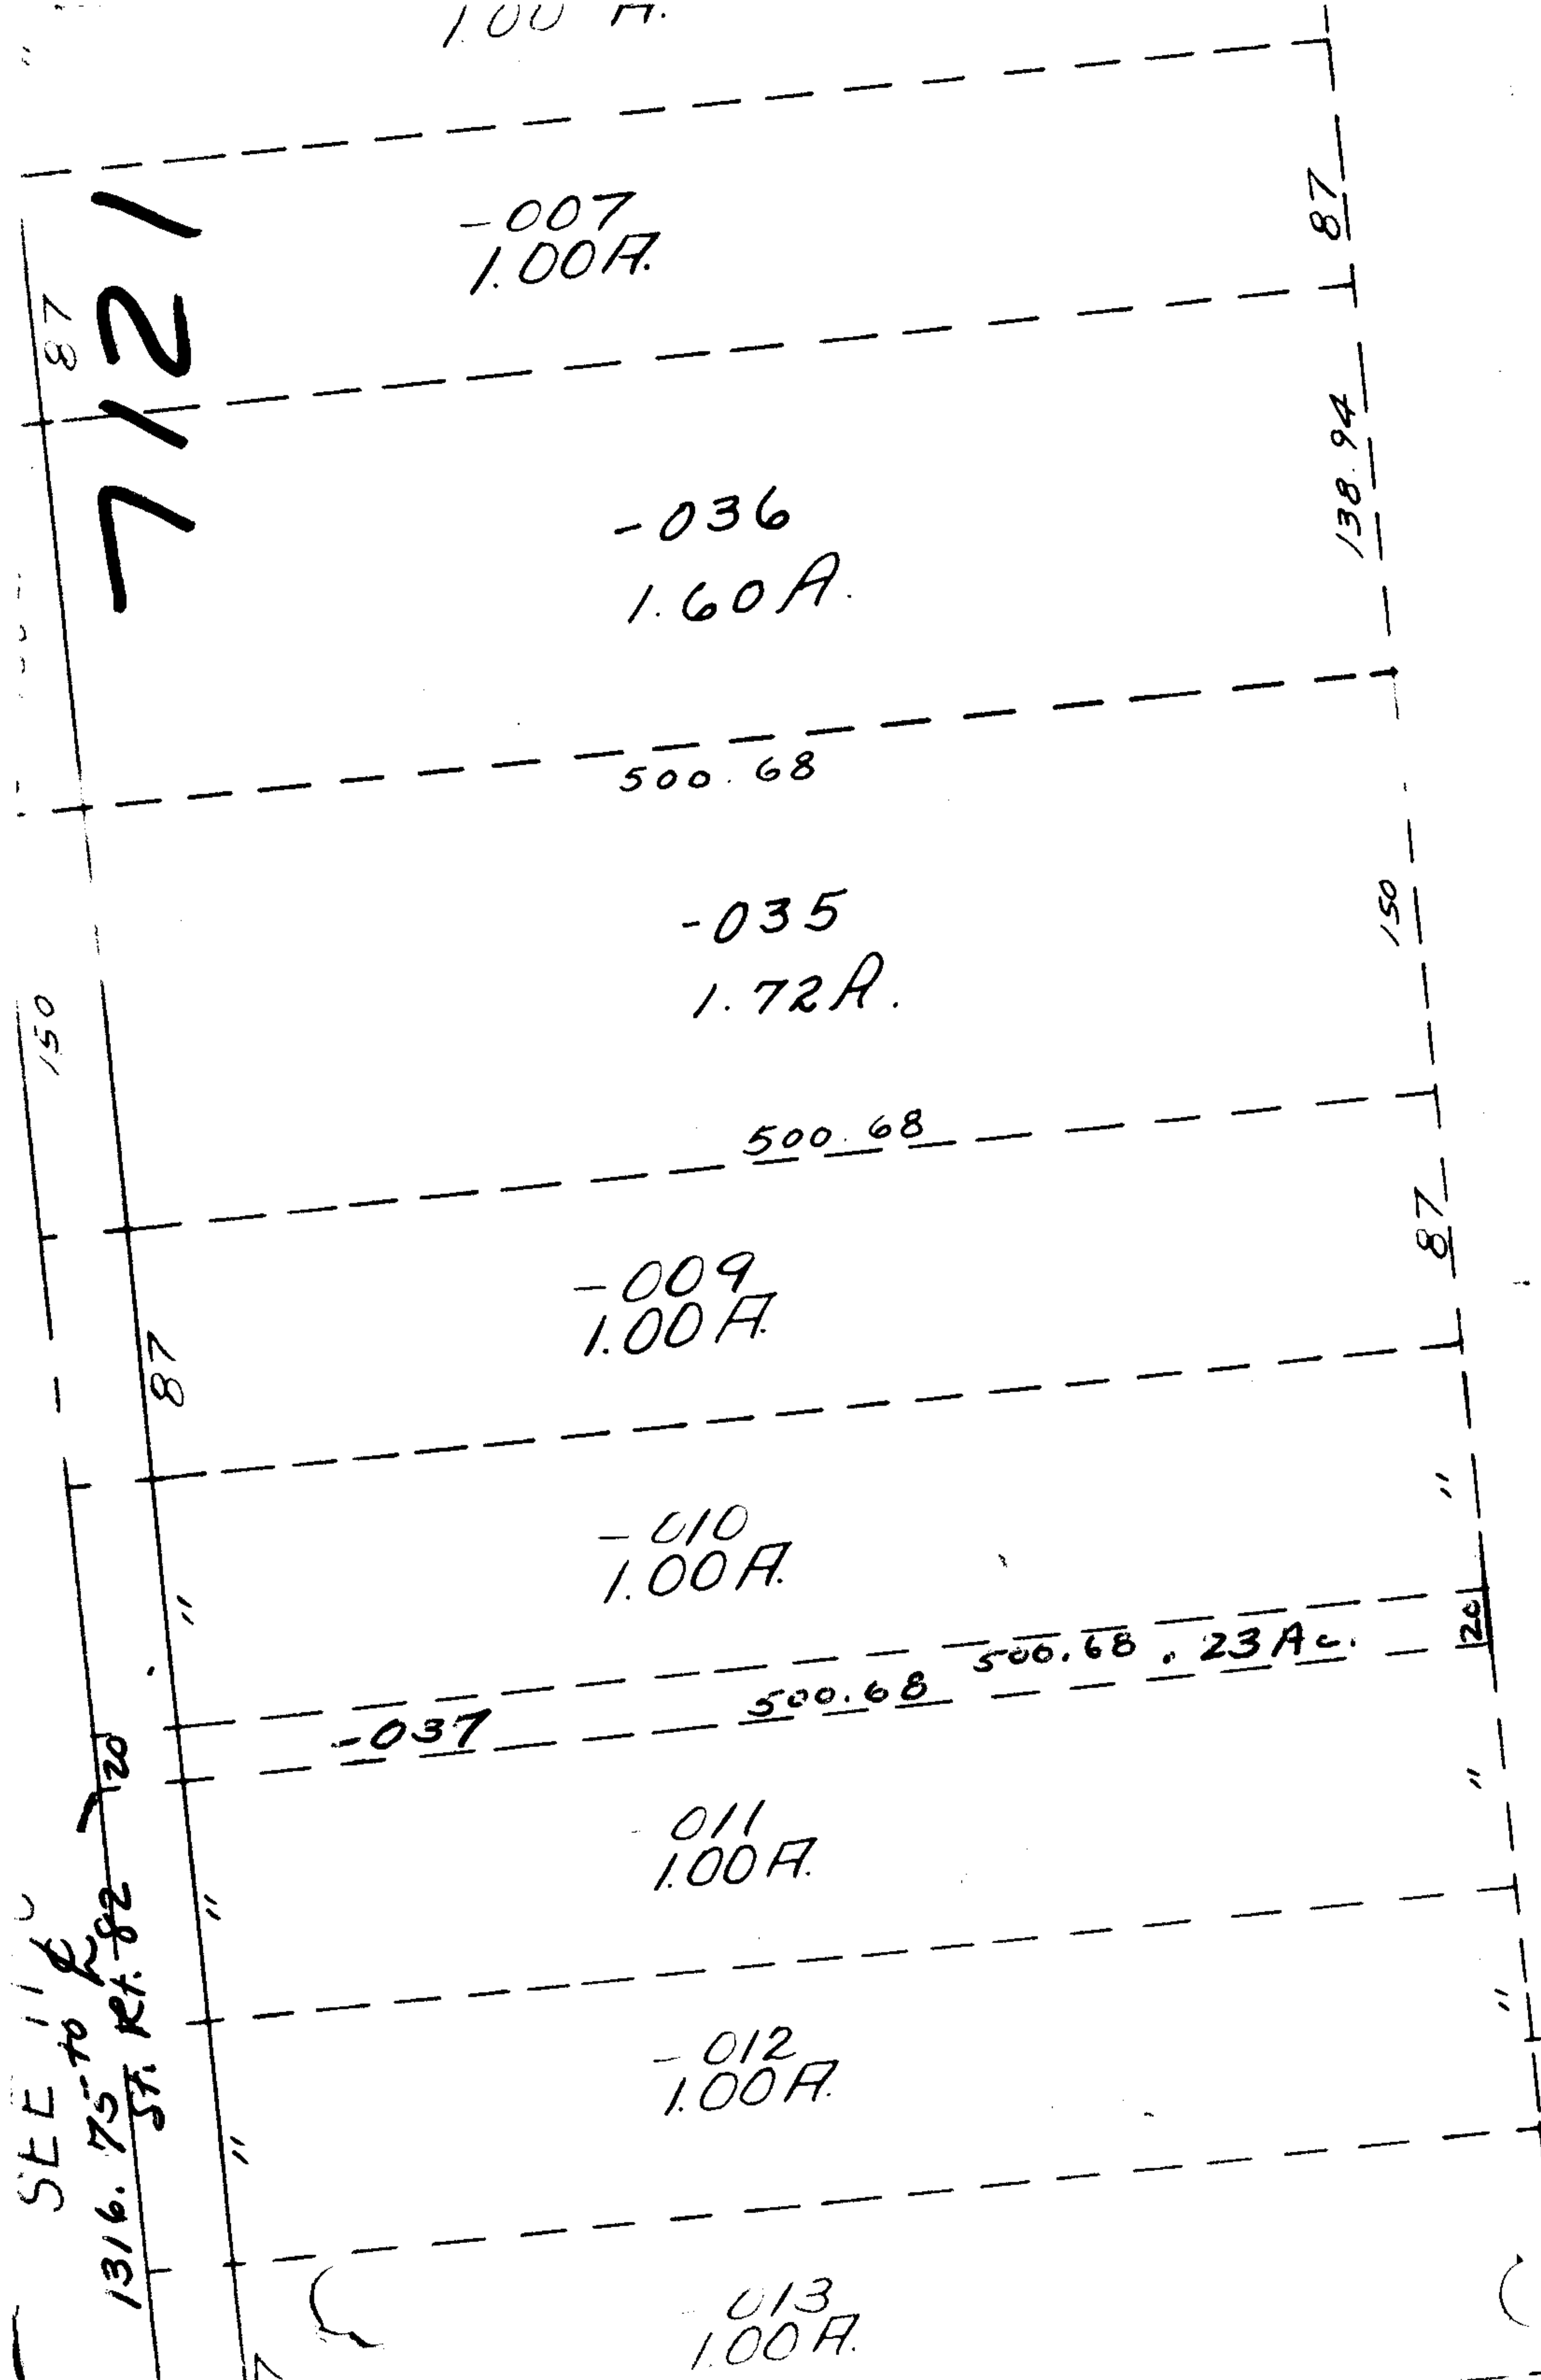 1.00 A.
-007
1.00 A.
87
87
7121
-036
1.60 A.
138.94
500.68
-035
1.72 A.
150
150
500.68
-009
1.00 A.
87
87
-010
1.00 A.
"
"
500.68 .23 Ac.
20
-037
500.68
20
011
1.00 A.
"
"
-012
1.00 A.
"
"
SEE
1316.75 to ℄
St. Rt. 82
013
1.00 A.
7